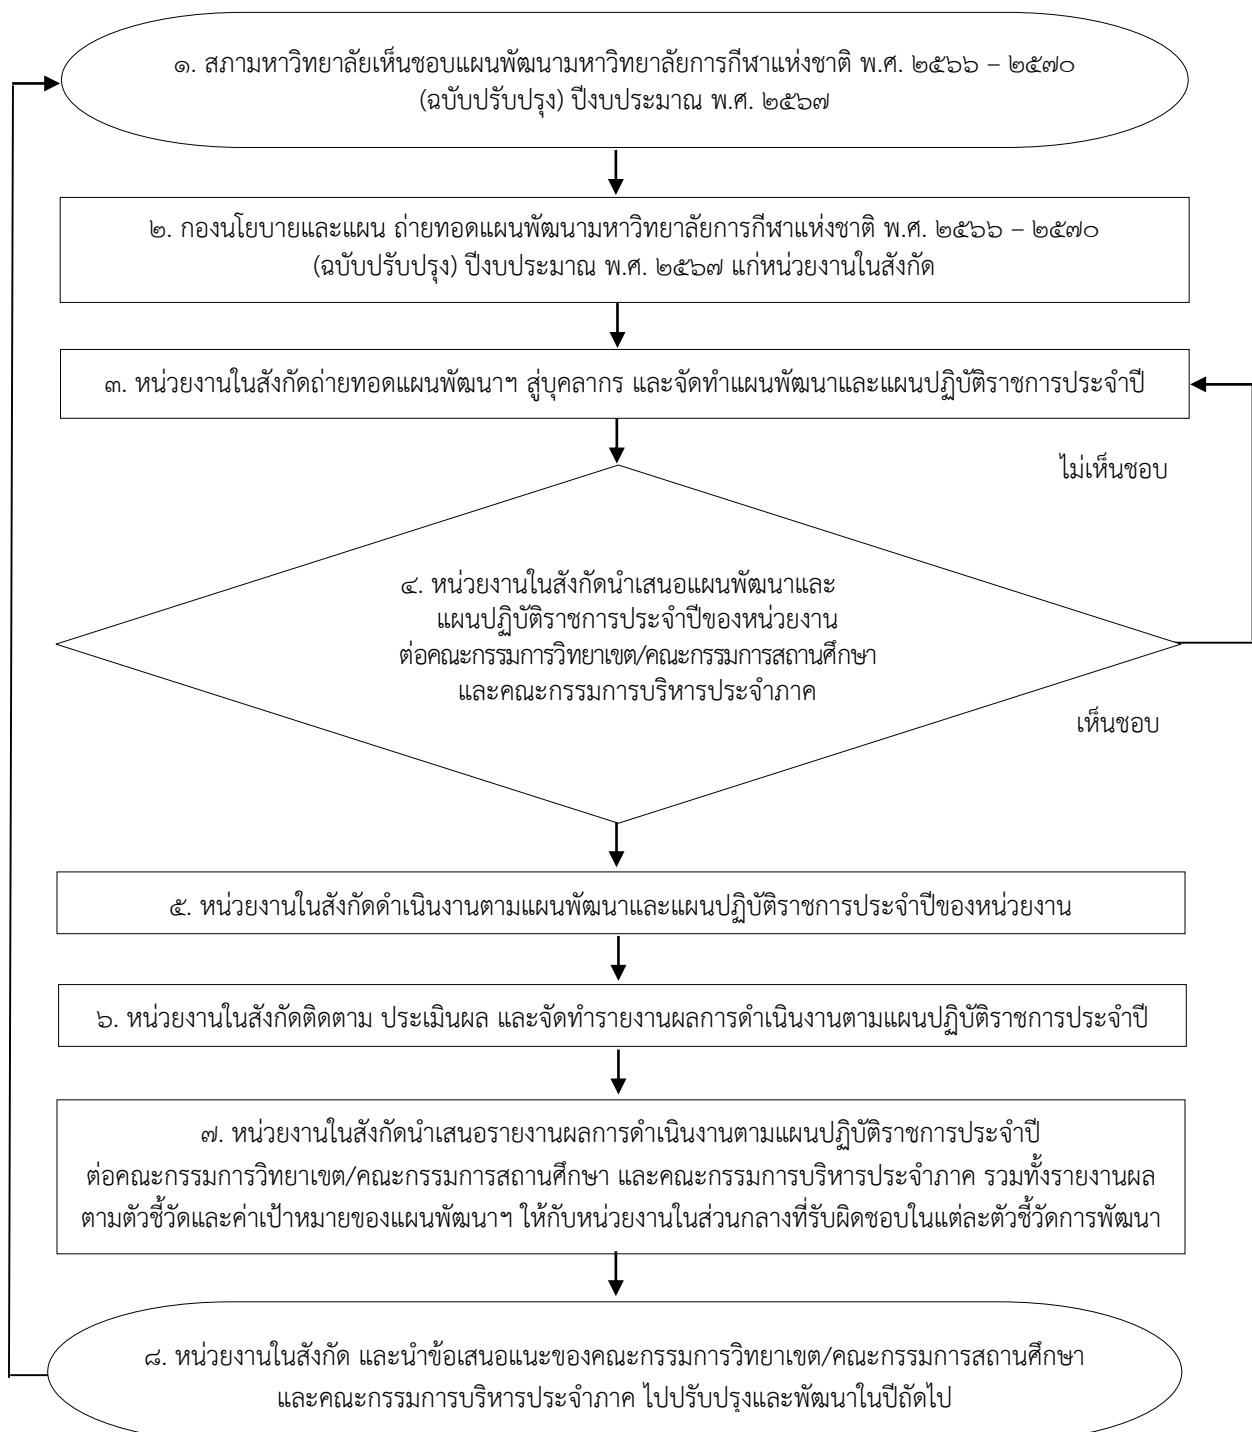 ๑. สภามหาวิทยาลัยเห็นชอบแผนพัฒนามหาวิทยาลัยการกีฬาแห่งชาติ พ.ศ. ๒๕๖๖ – ๒๕๗๐
(ฉบับปรับปรุง) ปีงบประมาณ พ.ศ. ๒๕๖๗
๒. กองนโยบายและแผน ถ่ายทอดแผนพัฒนามหาวิทยาลัยการกีฬาแห่งชาติ พ.ศ. ๒๕๖๖ – ๒๕๗๐
(ฉบับปรับปรุง) ปีงบประมาณ พ.ศ. ๒๕๖๗ แก่หน่วยงานในสังกัด
๓. หน่วยงานในสังกัดถ่ายทอดแผนพัฒนาฯ สู่บุคลากร และจัดทำแผนพัฒนาและแผนปฏิบัติราชการประจำปี
ไม่เห็นชอบ
๔. หน่วยงานในสังกัดนำเสนอแผนพัฒนาและ
แผนปฏิบัติราชการประจำปีของหน่วยงาน
ต่อคณะกรรมการวิทยาเขต/คณะกรรมการสถานศึกษา
และคณะกรรมการบริหารประจำภาค
เห็นชอบ
๕. หน่วยงานในสังกัดดำเนินงานตามแผนพัฒนาและแผนปฏิบัติราชการประจำปีของหน่วยงาน
๖. หน่วยงานในสังกัดติดตาม ประเมินผล และจัดทำรายงานผลการดำเนินงานตามแผนปฏิบัติราชการประจำปี
๗. หน่วยงานในสังกัดนำเสนอรายงานผลการดำเนินงานตามแผนปฏิบัติราชการประจำปี
ต่อคณะกรรมการวิทยาเขต/คณะกรรมการสถานศึกษา และคณะกรรมการบริหารประจำภาค รวมทั้งรายงานผล
ตามตัวชี้วัดและค่าเป้าหมายของแผนพัฒนาฯ ให้กับหน่วยงานในส่วนกลางที่รับผิดชอบในแต่ละตัวชี้วัดการพัฒนา
๘. หน่วยงานในสังกัด และนำข้อเสนอแนะของคณะกรรมการวิทยาเขต/คณะกรรมการสถานศึกษา
และคณะกรรมการบริหารประจำภาค ไปปรับปรุงและพัฒนาในปีถัดไป